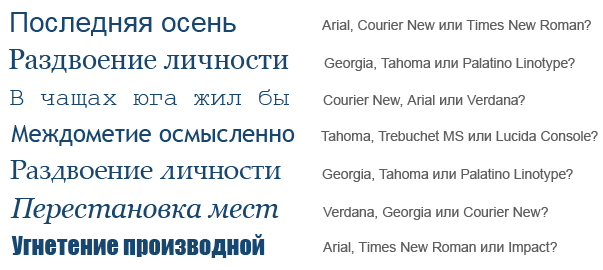 Последняя осень Arial, Courier New или Times New Roman?
Раздвоение личности Georgia, Tahoma или Palatino Linotype?
В чащах юга жил бы Courier New, Arial или Verdana?
Междометие осмысленно Tahoma, Trebuchet MS или Lucida Console?
Раздвоение личности Georgia, Tahoma или Palatino Linotype?
Перестановка мест Verdana, Georgia или Courier New?
Угнетение производной Arial, Times New Roman или Impact?